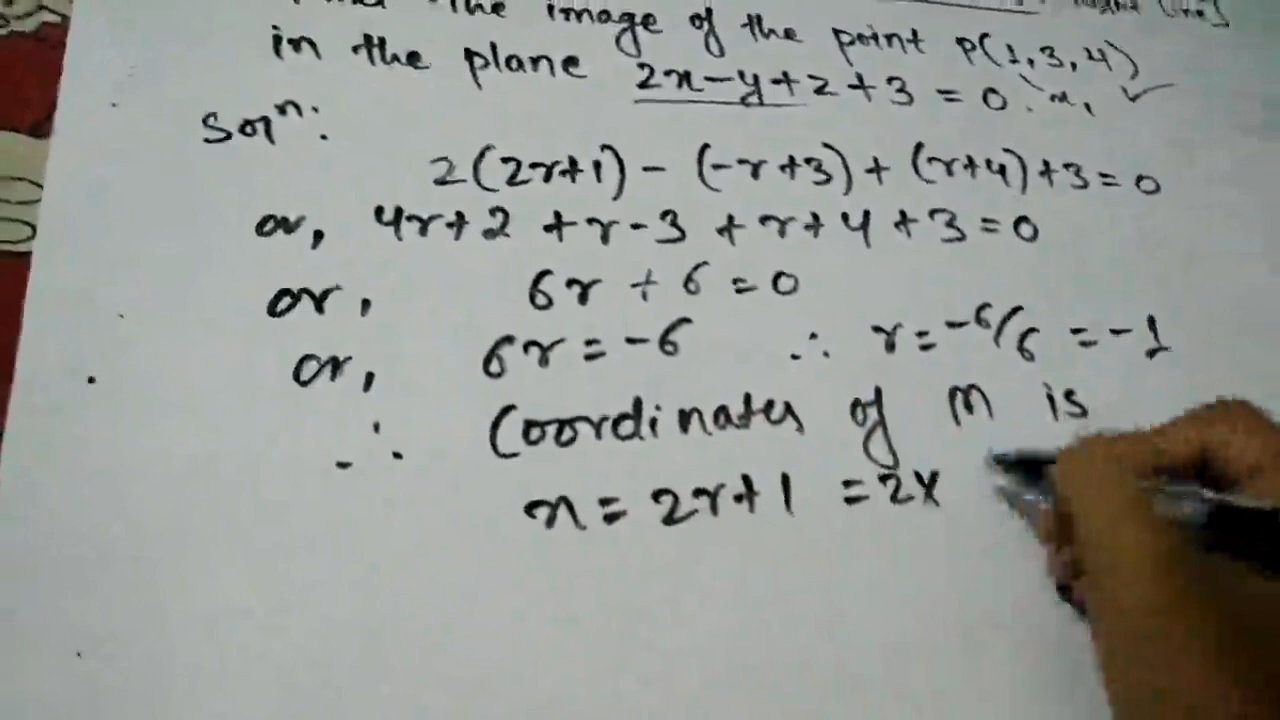 the image of the point P(1,3,4)
in the plane 2x-y+z+3=0.
Solⁿ:
2(2r+1) - (-r+3) + (r+4)+3=0
or, 4r+2 +r-3 +r+4+3=0
or, 6r + 6 = 0
or, 6r = -6 ∴ r = -6/6 = -1
∴ Coordinates of M is
x = 2r+1 = 2×